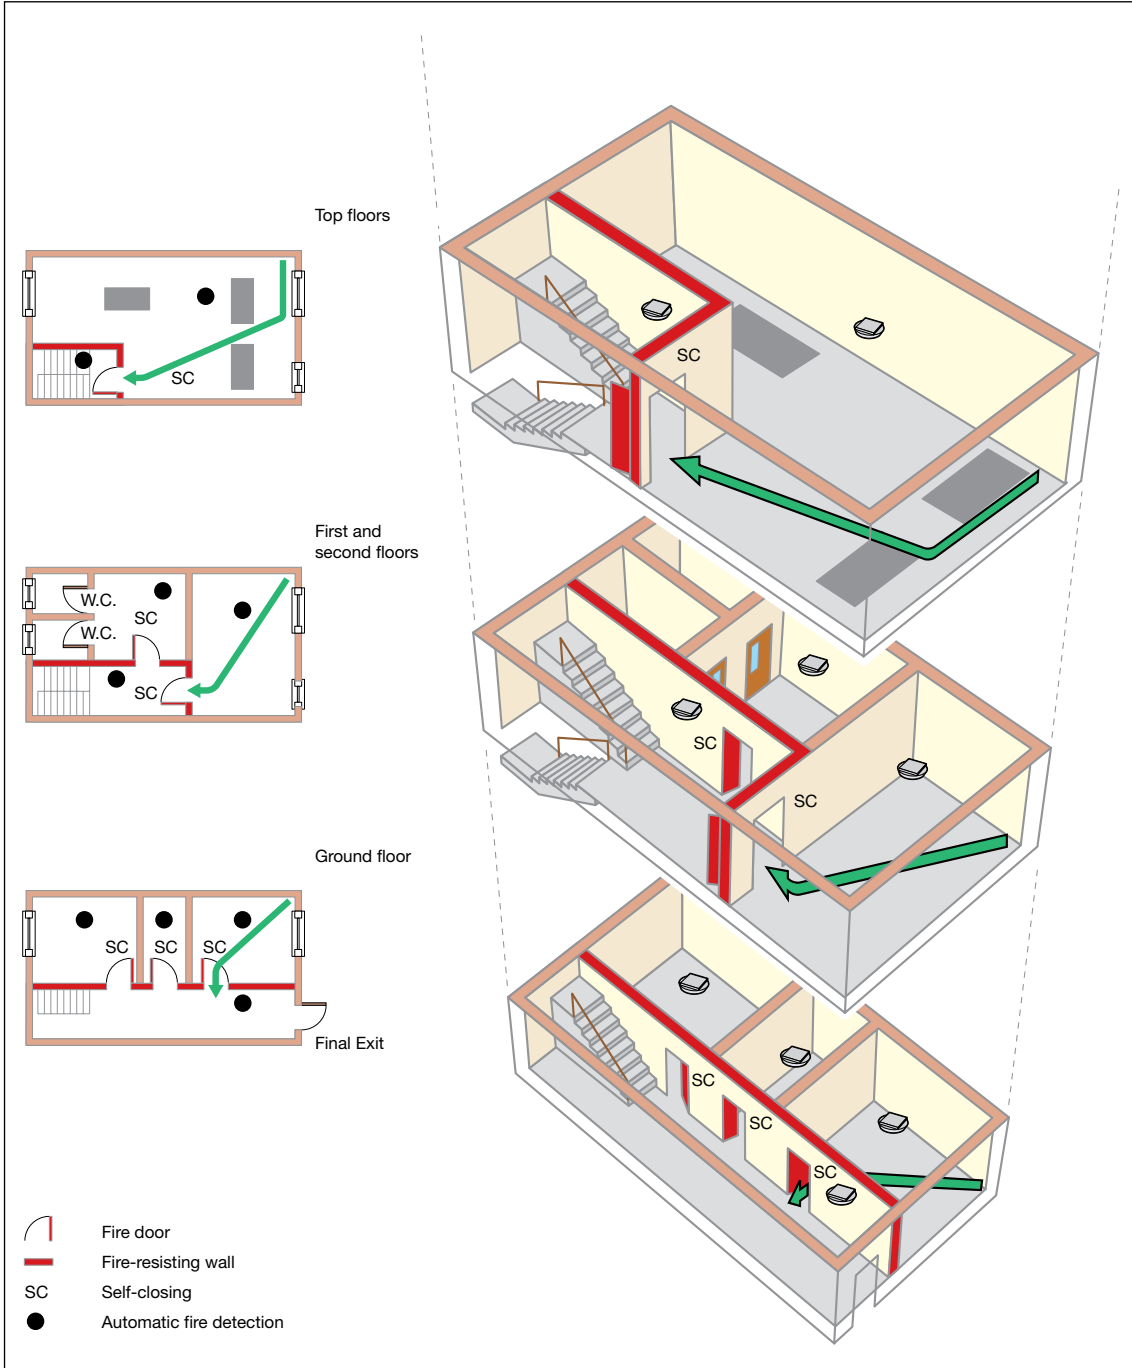 Top floors
SC
SC
First and
second floors
W.C.
SC
W.C.
SC
SC
SC
Ground floor
SC
SC
SC
Final Exit
SC
SC
SC
Fire door
Fire-resisting wall
SC
Self-closing
Automatic fire detection